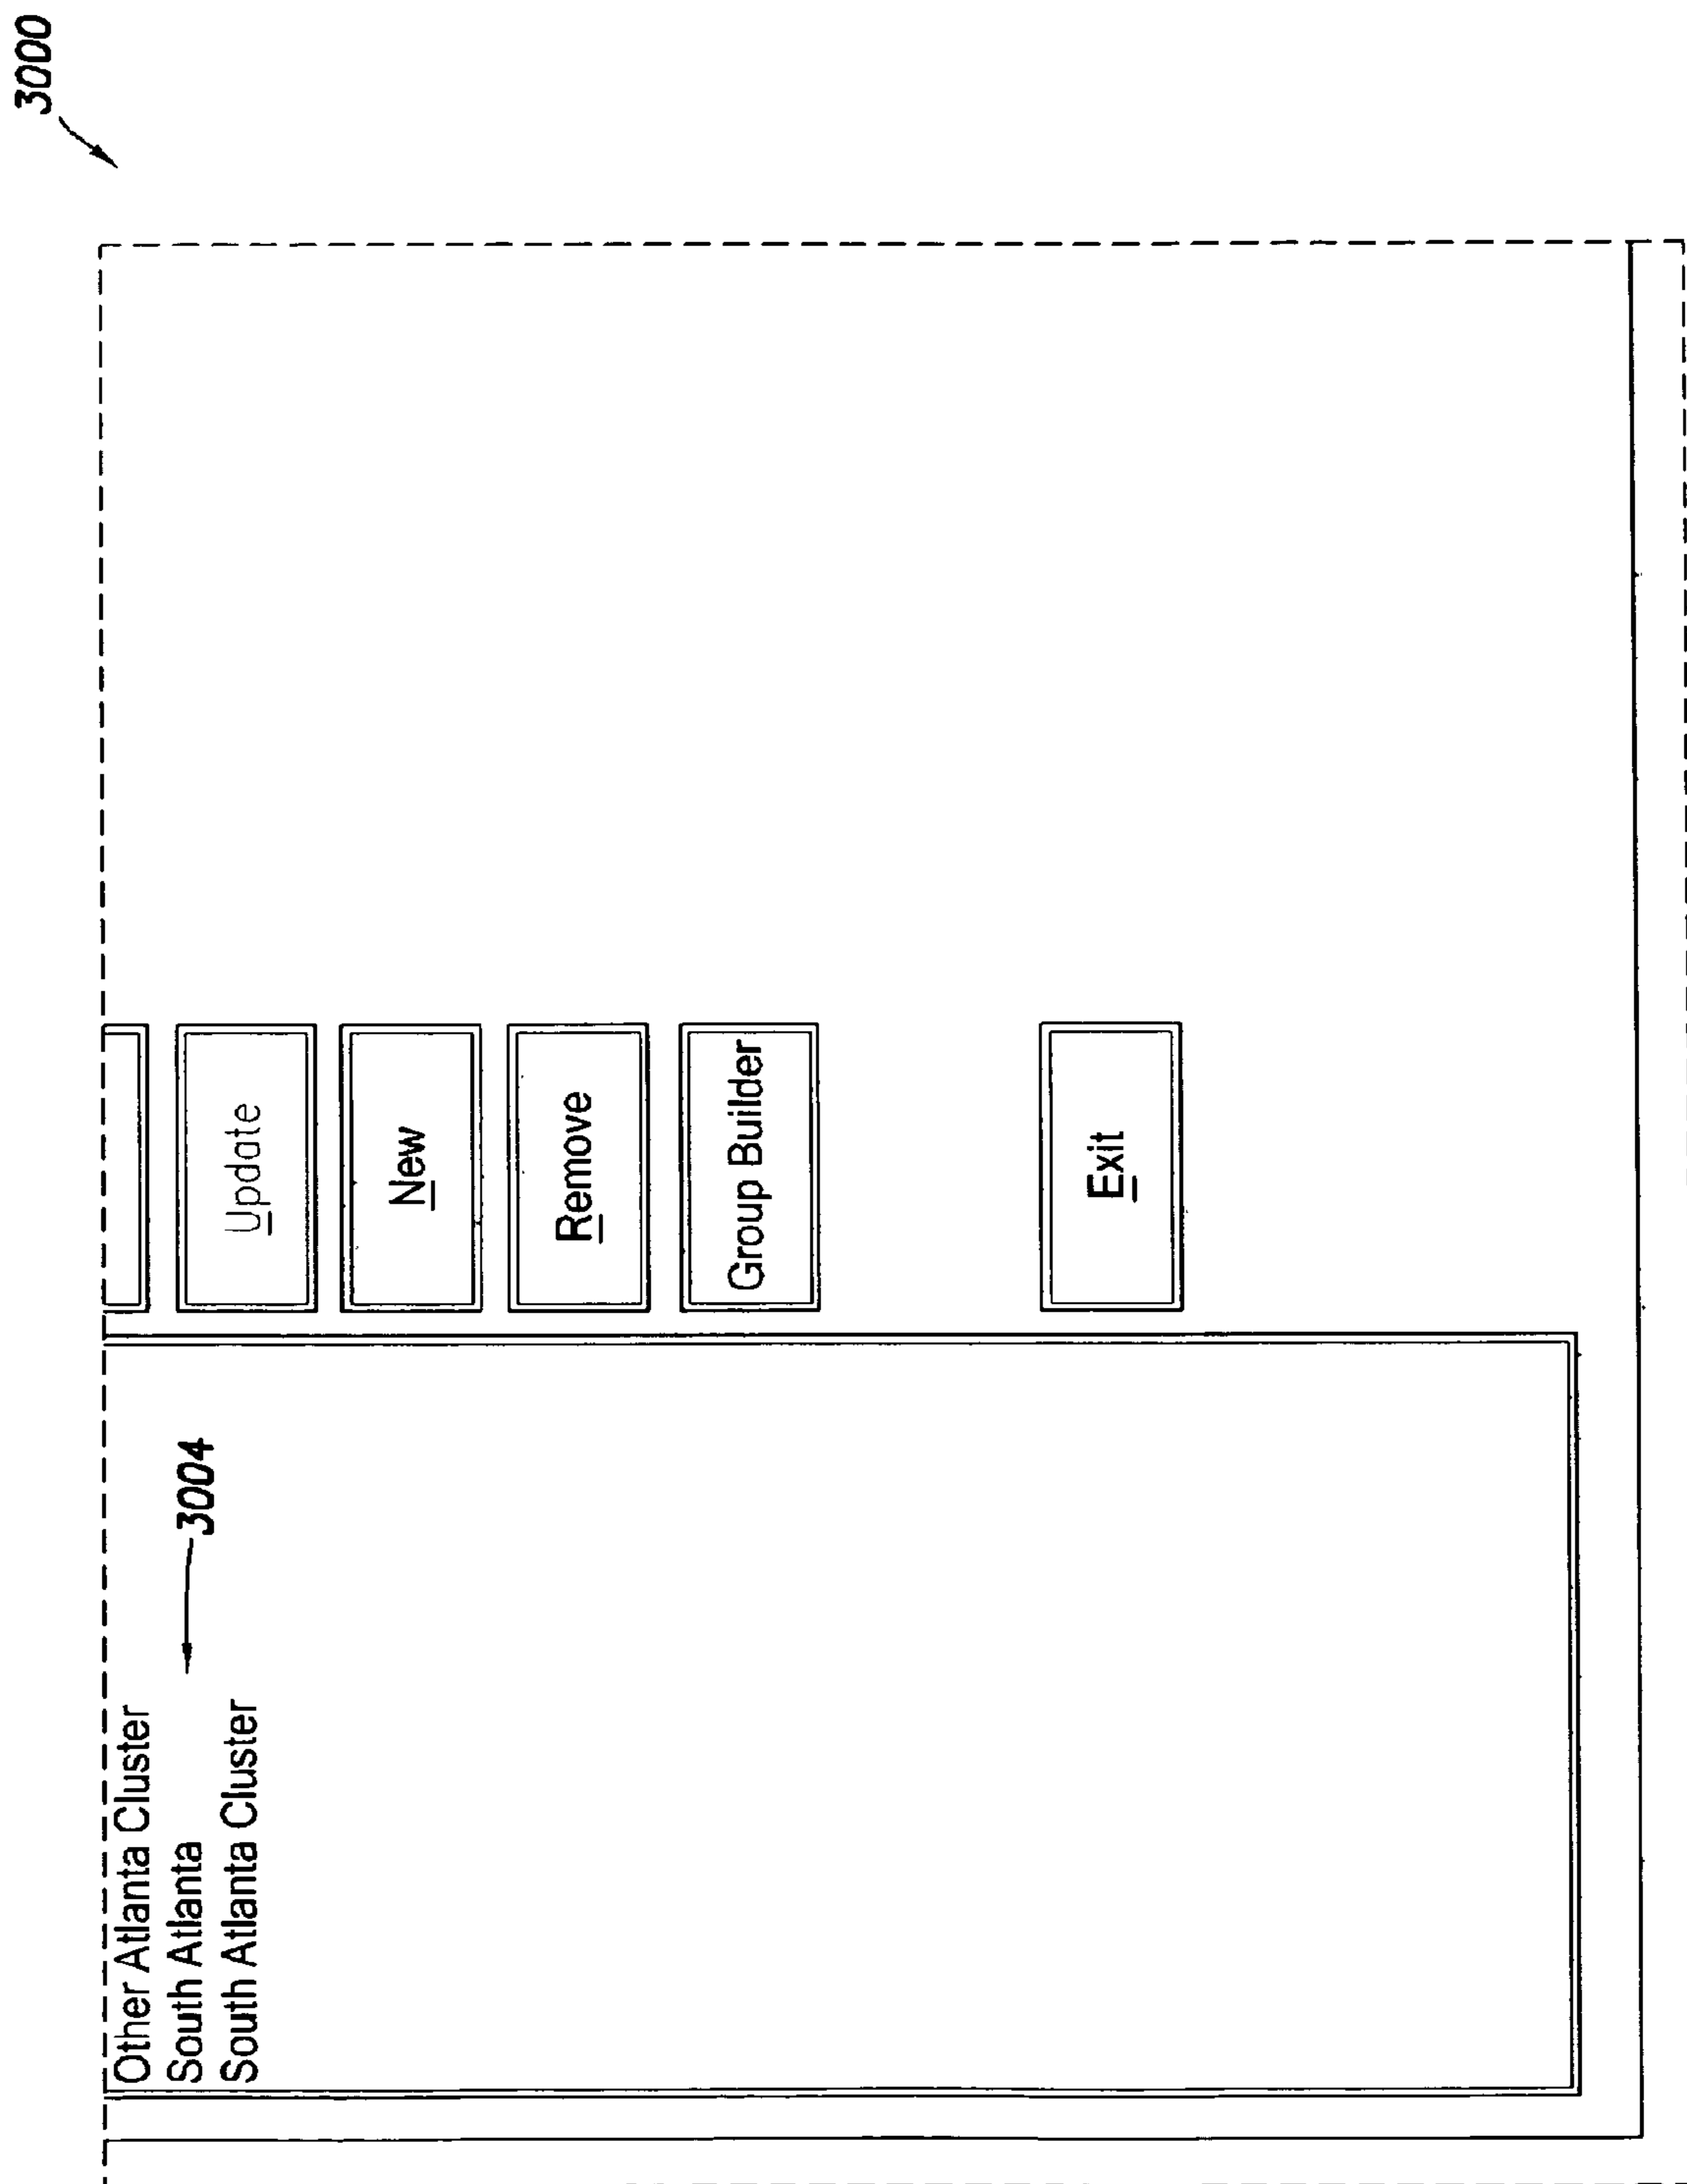 3000
Other Atlanta Cluster
South Atlanta
3004
South Atlanta Cluster
Update
New
Remove
Group Builder
Exit